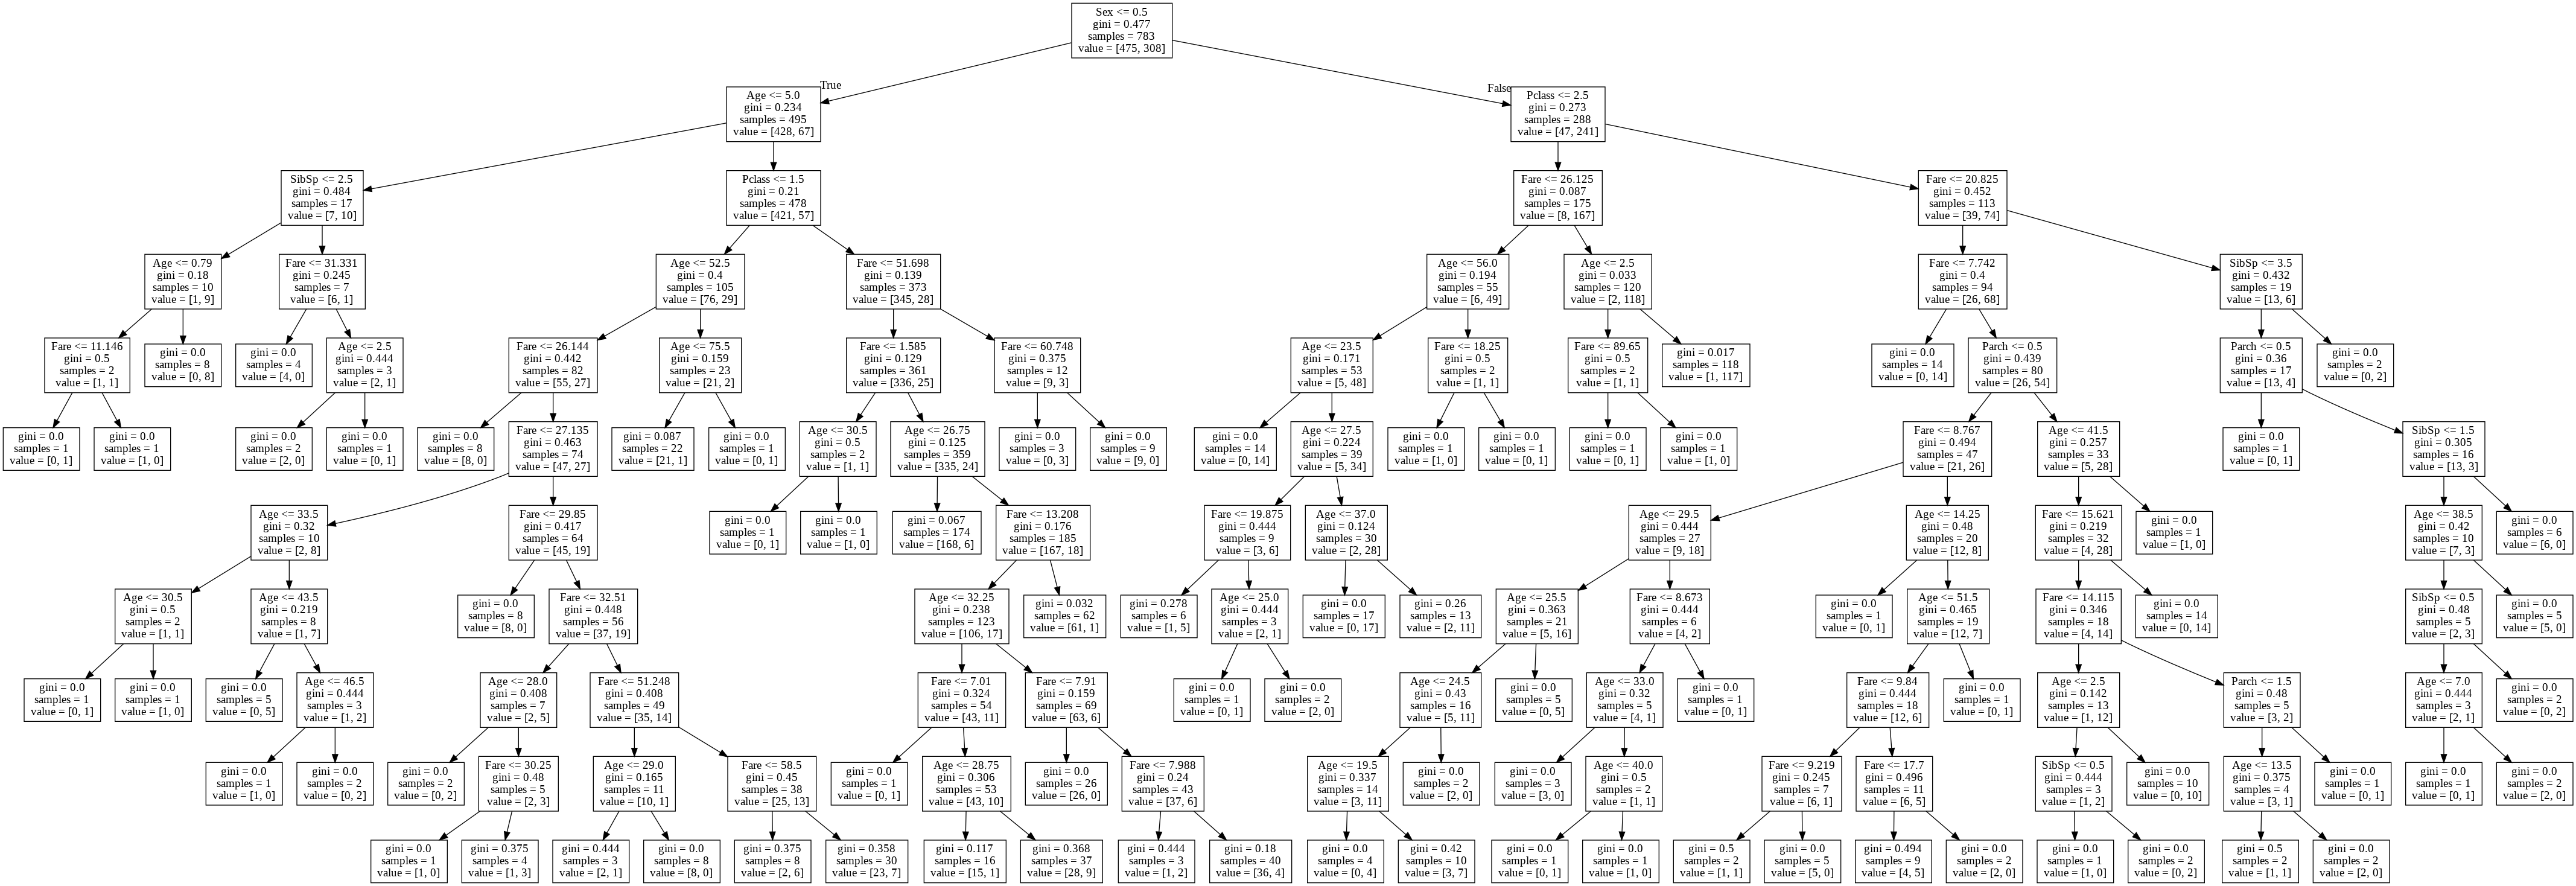 Sex <= 0.5
gini = 0.477
samples = 783
value = [475, 308]
True
False
Age <= 5.0
gini = 0.234
samples = 495
value = [428, 67]
Pclass <= 2.5
gini = 0.273
samples = 288
value = [47, 241]
SibSp <= 2.5
gini = 0.484
samples = 17
value = [7, 10]
Pclass <= 1.5
gini = 0.21
samples = 478
value = [421, 57]
Fare <= 26.125
gini = 0.087
samples = 175
value = [8, 167]
Fare <= 20.825
gini = 0.452
samples = 113
value = [39, 74]
Age <= 0.79
gini = 0.18
samples = 10
value = [1, 9]
Fare <= 31.331
gini = 0.245
samples = 7
value = [6, 1]
Age <= 52.5
gini = 0.4
samples = 105
value = [76, 29]
Fare <= 51.698
gini = 0.139
samples = 373
value = [345, 28]
Age <= 56.0
gini = 0.194
samples = 55
value = [6, 49]
Age <= 2.5
gini = 0.033
samples = 120
value = [2, 118]
Fare <= 7.742
gini = 0.4
samples = 94
value = [26, 68]
SibSp <= 3.5
gini = 0.432
samples = 19
value = [13, 6]
Fare <= 11.146
gini = 0.5
samples = 2
value = [1, 1]
gini = 0.0
samples = 8
value = [0, 8]
gini = 0.0
samples = 4
value = [4, 0]
Age <= 2.5
gini = 0.444
samples = 3
value = [2, 1]
Fare <= 26.144
gini = 0.442
samples = 82
value = [55, 27]
Age <= 75.5
gini = 0.159
samples = 23
value = [21, 2]
Fare <= 1.585
gini = 0.129
samples = 361
value = [336, 25]
Fare <= 60.748
gini = 0.375
samples = 12
value = [9, 3]
Age <= 23.5
gini = 0.171
samples = 53
value = [5, 48]
Fare <= 18.25
gini = 0.5
samples = 2
value = [1, 1]
Fare <= 89.65
gini = 0.5
samples = 2
value = [1, 1]
gini = 0.017
samples = 118
value = [1, 117]
gini = 0.0
samples = 14
value = [0, 14]
Parch <= 0.5
gini = 0.439
samples = 80
value = [26, 54]
Parch <= 0.5
gini = 0.36
samples = 17
value = [13, 4]
gini = 0.0
samples = 2
value = [0, 2]
gini = 0.0
samples = 1
value = [0, 1]
gini = 0.0
samples = 1
value = [1, 0]
gini = 0.0
samples = 2
value = [2, 0]
gini = 0.0
samples = 1
value = [0, 1]
gini = 0.0
samples = 8
value = [8, 0]
Fare <= 27.135
gini = 0.463
samples = 74
value = [47, 27]
gini = 0.087
samples = 22
value = [21, 1]
gini = 0.0
samples = 1
value = [0, 1]
Age <= 30.5
gini = 0.5
samples = 2
value = [1, 1]
Age <= 26.75
gini = 0.125
samples = 359
value = [335, 24]
gini = 0.0
samples = 3
value = [0, 3]
gini = 0.0
samples = 9
value = [9, 0]
gini = 0.0
samples = 14
value = [0, 14]
Age <= 27.5
gini = 0.224
samples = 39
value = [5, 34]
gini = 0.0
samples = 1
value = [1, 0]
gini = 0.0
samples = 1
value = [0, 1]
gini = 0.0
samples = 1
value = [0, 1]
gini = 0.0
samples = 1
value = [1, 0]
Fare <= 8.767
gini = 0.494
samples = 47
value = [21, 26]
Age <= 41.5
gini = 0.257
samples = 33
value = [5, 28]
gini = 0.0
samples = 1
value = [0, 1]
SibSp <= 1.5
gini = 0.305
samples = 16
value = [13, 3]
Age <= 33.5
gini = 0.32
samples = 10
value = [2, 8]
Fare <= 29.85
gini = 0.417
samples = 64
value = [45, 19]
gini = 0.0
samples = 1
value = [0, 1]
gini = 0.0
samples = 1
value = [1, 0]
gini = 0.067
samples = 174
value = [168, 6]
Fare <= 13.208
gini = 0.176
samples = 185
value = [167, 18]
Fare <= 19.875
gini = 0.444
samples = 9
value = [3, 6]
Age <= 37.0
gini = 0.124
samples = 30
value = [2, 28]
Age <= 29.5
gini = 0.444
samples = 27
value = [9, 18]
Age <= 14.25
gini = 0.48
samples = 20
value = [12, 8]
Fare <= 15.621
gini = 0.219
samples = 32
value = [4, 28]
gini = 0.0
samples = 1
value = [1, 0]
Age <= 38.5
gini = 0.42
samples = 10
value = [7, 3]
gini = 0.0
samples = 6
value = [6, 0]
Age <= 30.5
gini = 0.5
samples = 2
value = [1, 1]
Age <= 43.5
gini = 0.219
samples = 8
value = [1, 7]
gini = 0.0
samples = 8
value = [8, 0]
Fare <= 32.51
gini = 0.448
samples = 56
value = [37, 19]
Age <= 32.25
gini = 0.238
samples = 123
value = [106, 17]
gini = 0.032
samples = 62
value = [61, 1]
gini = 0.278
samples = 6
value = [1, 5]
Age <= 25.0
gini = 0.444
samples = 3
value = [2, 1]
gini = 0.0
samples = 17
value = [0, 17]
gini = 0.26
samples = 13
value = [2, 11]
Age <= 25.5
gini = 0.363
samples = 21
value = [5, 16]
Fare <= 8.673
gini = 0.444
samples = 6
value = [4, 2]
gini = 0.0
samples = 1
value = [0, 1]
Age <= 51.5
gini = 0.465
samples = 19
value = [12, 7]
Fare <= 14.115
gini = 0.346
samples = 18
value = [4, 14]
gini = 0.0
samples = 14
value = [0, 14]
SibSp <= 0.5
gini = 0.48
samples = 5
value = [2, 3]
gini = 0.0
samples = 5
value = [5, 0]
gini = 0.0
samples = 1
value = [0, 1]
gini = 0.0
samples = 1
value = [1, 0]
gini = 0.0
samples = 5
value = [0, 5]
Age <= 46.5
gini = 0.444
samples = 3
value = [1, 2]
Age <= 28.0
gini = 0.408
samples = 7
value = [2, 5]
Fare <= 51.248
gini = 0.408
samples = 49
value = [35, 14]
Fare <= 7.01
gini = 0.324
samples = 54
value = [43, 11]
Fare <= 7.91
gini = 0.159
samples = 69
value = [63, 6]
gini = 0.0
samples = 1
value = [0, 1]
gini = 0.0
samples = 2
value = [2, 0]
Age <= 24.5
gini = 0.43
samples = 16
value = [5, 11]
gini = 0.0
samples = 5
value = [0, 5]
Age <= 33.0
gini = 0.32
samples = 5
value = [4, 1]
gini = 0.0
samples = 1
value = [0, 1]
Fare <= 9.84
gini = 0.444
samples = 18
value = [12, 6]
gini = 0.0
samples = 1
value = [0, 1]
Age <= 2.5
gini = 0.142
samples = 13
value = [1, 12]
Parch <= 1.5
gini = 0.48
samples = 5
value = [3, 2]
Age <= 7.0
gini = 0.444
samples = 3
value = [2, 1]
gini = 0.0
samples = 2
value = [0, 2]
gini = 0.0
samples = 1
value = [1, 0]
gini = 0.0
samples = 2
value = [0, 2]
gini = 0.0
samples = 2
value = [0, 2]
Fare <= 30.25
gini = 0.48
samples = 5
value = [2, 3]
Age <= 29.0
gini = 0.165
samples = 11
value = [10, 1]
Fare <= 58.5
gini = 0.45
samples = 38
value = [25, 13]
gini = 0.0
samples = 1
value = [0, 1]
Age <= 28.75
gini = 0.306
samples = 53
value = [43, 10]
gini = 0.0
samples = 26
value = [26, 0]
Fare <= 7.988
gini = 0.24
samples = 43
value = [37, 6]
Age <= 19.5
gini = 0.337
samples = 14
value = [3, 11]
gini = 0.0
samples = 2
value = [2, 0]
gini = 0.0
samples = 3
value = [3, 0]
Age <= 40.0
gini = 0.5
samples = 2
value = [1, 1]
Fare <= 9.219
gini = 0.245
samples = 7
value = [6, 1]
Fare <= 17.7
gini = 0.496
samples = 11
value = [6, 5]
SibSp <= 0.5
gini = 0.444
samples = 3
value = [1, 2]
gini = 0.0
samples = 10
value = [0, 10]
Age <= 13.5
gini = 0.375
samples = 4
value = [3, 1]
gini = 0.0
samples = 1
value = [0, 1]
gini = 0.0
samples = 1
value = [0, 1]
gini = 0.0
samples = 2
value = [2, 0]
gini = 0.0
samples = 1
value = [1, 0]
gini = 0.375
samples = 4
value = [1, 3]
gini = 0.444
samples = 3
value = [2, 1]
gini = 0.0
samples = 8
value = [8, 0]
gini = 0.375
samples = 8
value = [2, 6]
gini = 0.358
samples = 30
value = [23, 7]
gini = 0.117
samples = 16
value = [15, 1]
gini = 0.368
samples = 37
value = [28, 9]
gini = 0.444
samples = 3
value = [1, 2]
gini = 0.18
samples = 40
value = [36, 4]
gini = 0.0
samples = 4
value = [0, 4]
gini = 0.42
samples = 10
value = [3, 7]
gini = 0.0
samples = 1
value = [0, 1]
gini = 0.0
samples = 1
value = [1, 0]
gini = 0.5
samples = 2
value = [1, 1]
gini = 0.0
samples = 5
value = [5, 0]
gini = 0.494
samples = 9
value = [4, 5]
gini = 0.0
samples = 2
value = [2, 0]
gini = 0.0
samples = 1
value = [1, 0]
gini = 0.0
samples = 2
value = [0, 2]
gini = 0.5
samples = 2
value = [1, 1]
gini = 0.0
samples = 2
value = [2, 0]